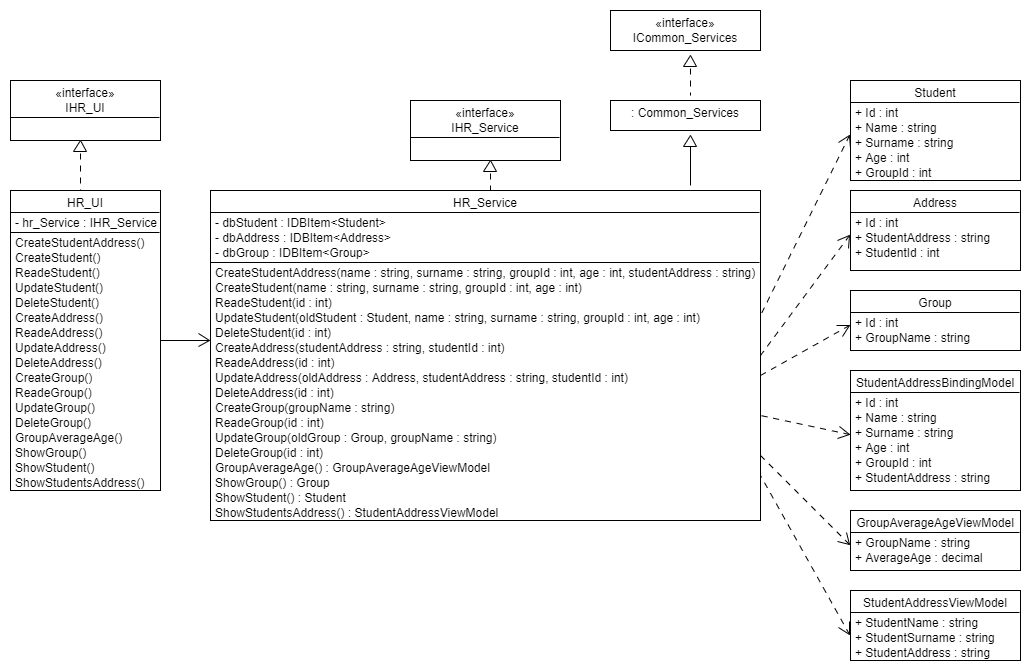 «interface»
ICommon_Services
: Common_Services
«interface»
IHR_UI
«interface»
IHR_Service
HR_UI
- hr_Service : IHR_Service
CreateStudentAddress()
CreateStudent()
ReadeStudent()
UpdateStudent()
DeleteStudent()
CreateAddress()
ReadeAddress()
UpdateAddress()
DeleteAddress()
CreateGroup()
ReadeGroup()
UpdateGroup()
DeleteGroup()
GroupAverageAge()
ShowGroup()
ShowStudent()
ShowStudentsAddress()
HR_Service
- dbStudent : IDBItem<Student>
- dbAddress : IDBItem<Address>
- dbGroup : IDBItem<Group>
CreateStudentAddress(name : string, surname : string, groupId : int, age : int, studentAddress : string)
CreateStudent(name : string, surname : string, groupId : int, age : int)
ReadeStudent(id : int)
UpdateStudent(oldStudent : Student, name : string, surname : string, groupId : int, age : int)
DeleteStudent(id : int)
CreateAddress(studentAddress : string, studentId : int)
ReadeAddress(id : int)
UpdateAddress(oldAddress : Address, studentAddress : string, studentId : int)
DeleteAddress(id : int)
CreateGroup(groupName : string)
ReadeGroup(id : int)
UpdateGroup(oldGroup : Group, groupName : string)
DeleteGroup(id : int)
GroupAverageAge() : GroupAverageAgeViewModel
ShowGroup() : Group
ShowStudent() : Student
ShowStudentsAddress() : StudentAddressViewModel
Student
+ Id : int
+ Name : string
+ Surname : string
+ Age : int
+ GroupId : int
Address
+ Id : int
+ StudentAddress : string
+ StudentId : int
Group
+ Id : int
+ GroupName : string
StudentAddressBindingModel
+ Id : int
+ Name : string
+ Surname : string
+ Age : int
+ GroupId : int
+ StudentAddress : string
GroupAverageAgeViewModel
+ GroupName : string
+ AverageAge : decimal
StudentAddressViewModel
+ StudentName : string
+ StudentSurname : string
+ StudentAddress : string